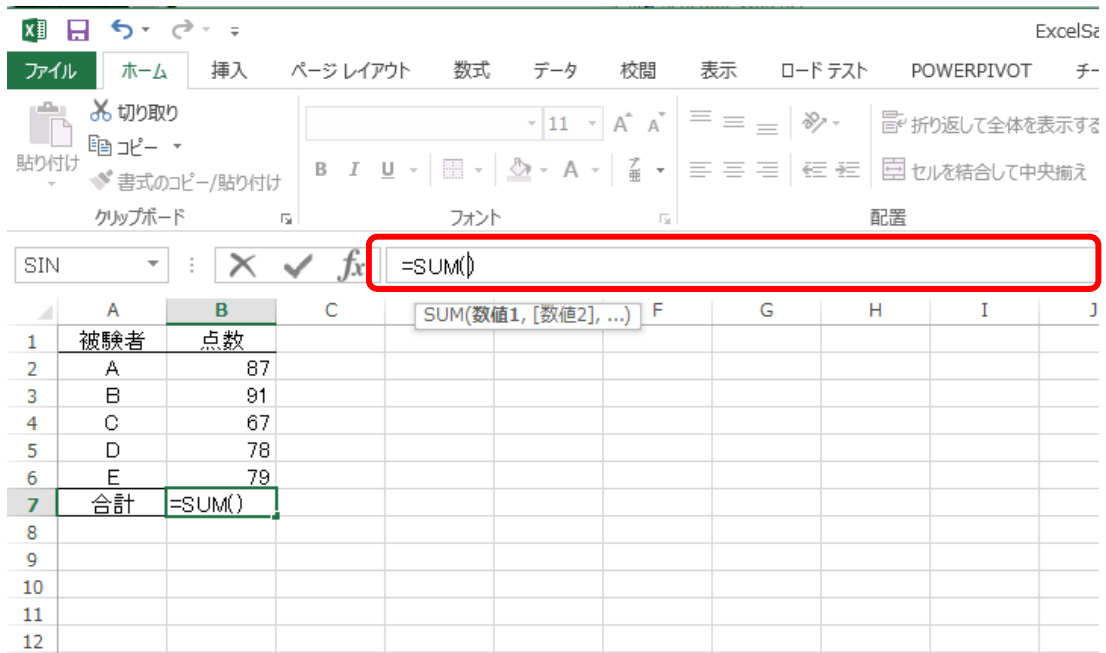 ExcelSa
ファイル ホーム 挿入 ページ レイアウト 数式 データ 校閲 表示 ロード テスト POWERPIVOT チー
貼り付け 切り取り コピー 書式のコピー/貼り付け
11 A A 折り返して全体を表示する
B I U A ア亜 セルを結合して中央揃え
クリップボード フォント 配置
SIN fx =SUM()
A B C D E F G H I J
SUM(数値1, [数値2], ...)
1 被験者 点数
2 A 87
3 B 91
4 C 67
5 D 78
6 E 79
7 合計 =SUM()
8
9
10
11
12